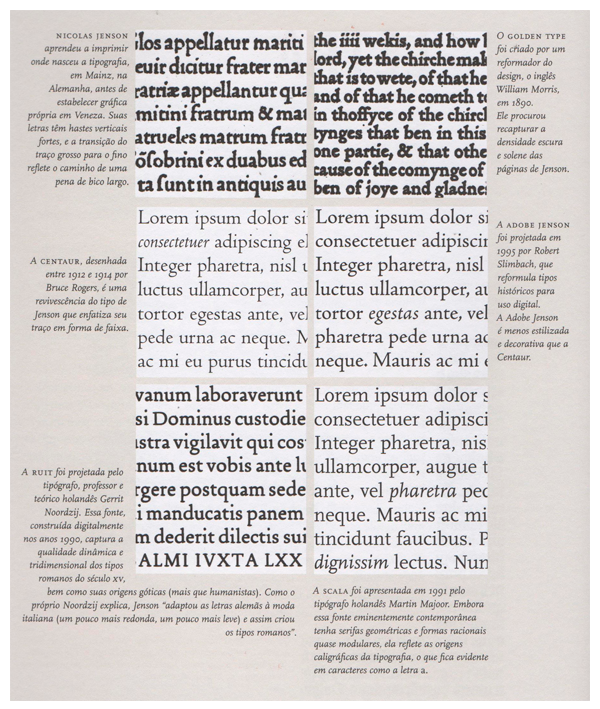 NICOLAS JENSON
aprendeu a imprimir
onde nasceu a tipografia,
em Mainz, na
Alemanha, antes de
estabelecer gráfica
própria em Veneza. Suas
letras têm hastes verticais
fortes, e a transição do
traço grosso para o fino
reflete o caminho de uma
pena de bico largo.
los appellatur mariti
euir dicitur frater mar
ratriæ appellantur qua
mitini fratrum & mat
atrueles matrum fratr
õsobrini ex duabus ed
ta sunt in antiquis au
the iiii wekis, and how
lord, yet the chirche mak
that is to wete, of that he
and of that he cometh to
in thoffyce of the chircl
tynges that ben in this
one partie, & that othe
cause of the comynge of
ben of joye and gladne
O GOLDEN TYPE
foi criado por um
reformador do
design, o inglês
William Morris,
em 1890.
Ele procurou
recapturar a
densidade escura
e solene das
páginas de Jenson.
A CENTAUR, desenhada
entre 1912 e 1914 por
Bruce Rogers, é uma
revivescência do tipo de
Jenson que enfatiza seu
traço em forma de faixa.
Lorem ipsum dolor si
consectetuer adipiscing el
Integer pharetra, nisl u
luctus ullamcorper, au
tortor egestas ante, vel
pede urna ac neque. M
ac mi eu purus tincidu
Lorem ipsum dolor si
consectetuer adipiscin
Integer pharetra, nisl
luctus ullamcorper, au
tortor egestas ante, vel
pharetra pede urna ac
neque. Mauris ac mi e
A ADOBE JENSON
foi projetada em
1995 por Robert
Slimbach, que
reformula tipos
históricos para
uso digital.
A Adobe Jenson
é menos estilizada
e decorativa que a
Centaur.
A RUIT foi projetada pelo
tipógrafo, professor e
teórico holandês Gerrit
Noordzij. Essa fonte,
construída digitalmente
nos anos 1990, captura a
qualidade dinâmica e
tridimensional dos tipos
romanos do século XV,
bem como suas origens góticas (mais que humanistas). Como o
próprio Noordzij explica, Jenson “adaptou as letras alemãs à moda
italiana (um pouco mais redonda, um pouco mais leve) e assim criou
os tipos romanos”.
vanum laboraverunt
si Dominus custodie
stra vigilavit qui cos
num est vobis ante lu
rgere postquam sede
i manducatis panem
m dederit dilectis sui
ALMI IVXTA LXX
Lorem ipsum dolor s
consectetuer adipisci
Integer pharetra, nis
ullamcorper, augue t
ante, vel pharetra ped
neque. Mauris ac mi
tincidunt faucibus. P
dignissim lectus. Nun
A SCALA foi apresentada em 1991 pelo
tipógrafo holandês Martin Majoor. Embora
essa fonte eminentemente contemporânea
tenha serifas geométricas e formas racionais
quase modulares, ela reflete as origens
caligráficas da tipografia, o que fica evidente
em caracteres como a letra a.